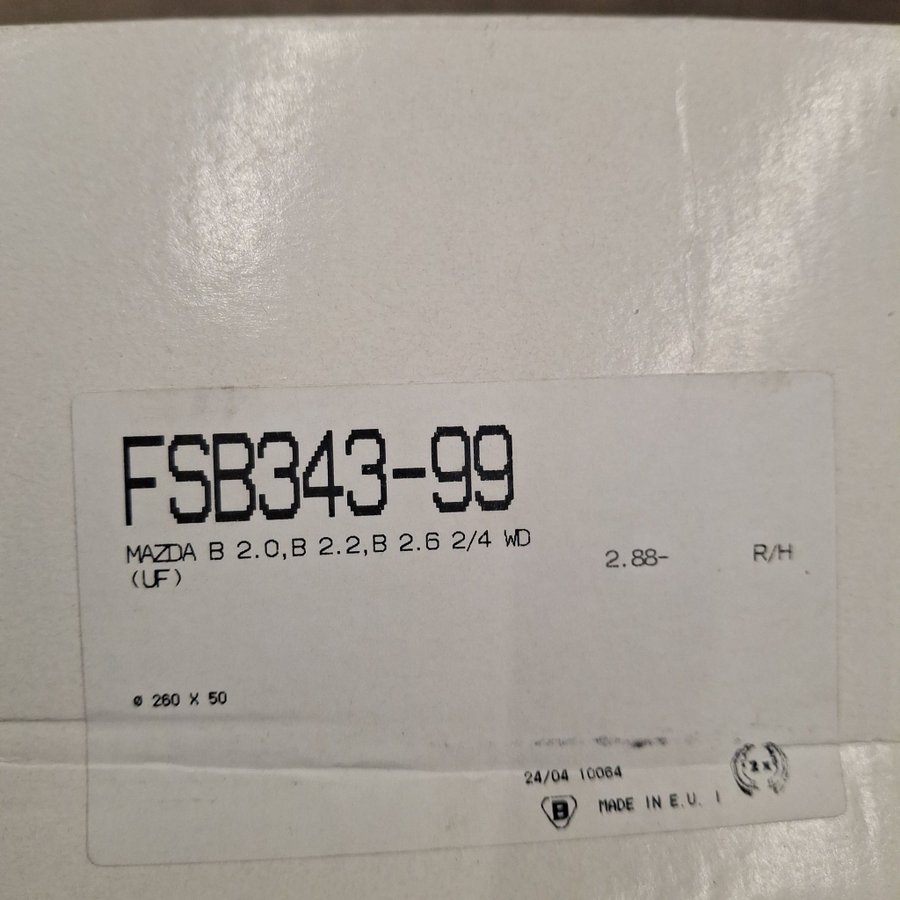 FSB343-99
MAZDA B 2.0,B 2.2,B 2.6 2/4 WD
(UF)
2.88-
R/H
ø 260 X 50
24/04 10064
B
MADE IN E.U. I